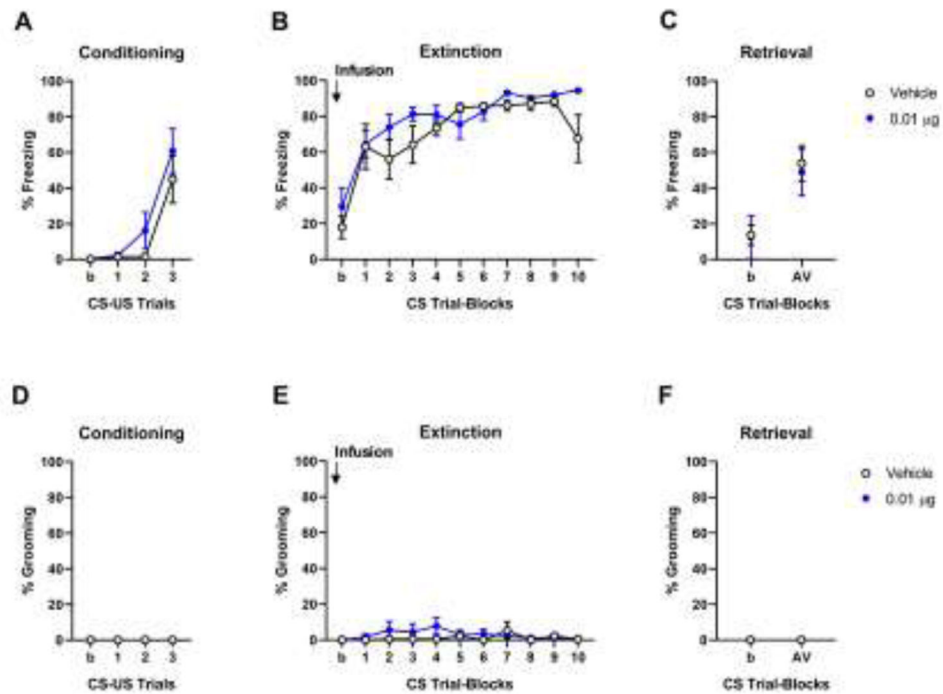 A
Conditioning
% Freezing
100
80
60
40
20
0
b 1 2 3
CS-US Trials
B
Extinction
Infusion
% Freezing
100
80
60
40
20
0
b 1 2 3 4 5 6 7 8 9 10
CS Trial-Blocks
C
Retrieval
% Freezing
100
80
60
40
20
0
b AV
CS Trial-Blocks
Vehicle
0.01 µg
D
Conditioning
% Grooming
100
80
60
40
20
0
b 1 2 3
CS-US Trials
E
Extinction
Infusion
% Grooming
100
80
60
40
20
0
b 1 2 3 4 5 6 7 8 9 10
CS Trial-Blocks
F
Retrieval
% Grooming
100
80
60
40
20
0
b AV
CS Trial-Blocks
Vehicle
0.01 µg